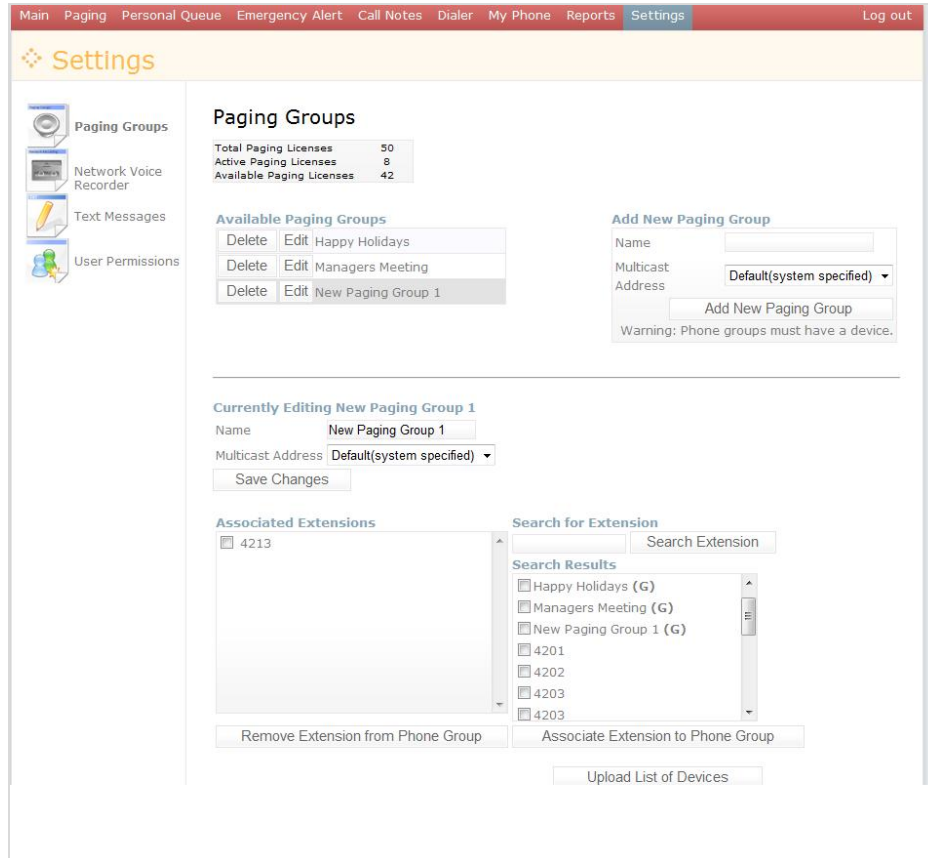 Main Paging Personal Queue Emergency Alert Call Notes Dialer My Phone Reports Settings Log out
Settings
Paging Groups
Network Voice
Recorder
Text Messages
User Permissions
Paging Groups
Total Paging Licenses 50
Active Paging Licenses 8
Available Paging Licenses 42
Available Paging Groups
Delete Edit Happy Holidays
Delete Edit Managers Meeting
Delete Edit New Paging Group 1
Add New Paging Group
Name
Multicast
Address
Default(system specified)
Add New Paging Group
Warning: Phone groups must have a device.
Currently Editing New Paging Group 1
Name New Paging Group 1
Multicast Address Default(system specified)
Save Changes
Associated Extensions
4213
Remove Extension from Phone Group
Search for Extension
Search Extension
Search Results
Happy Holidays (G)
Managers Meeting (G)
New Paging Group 1 (G)
4201
4202
4203
4203
Associate Extension to Phone Group
Upload List of Devices